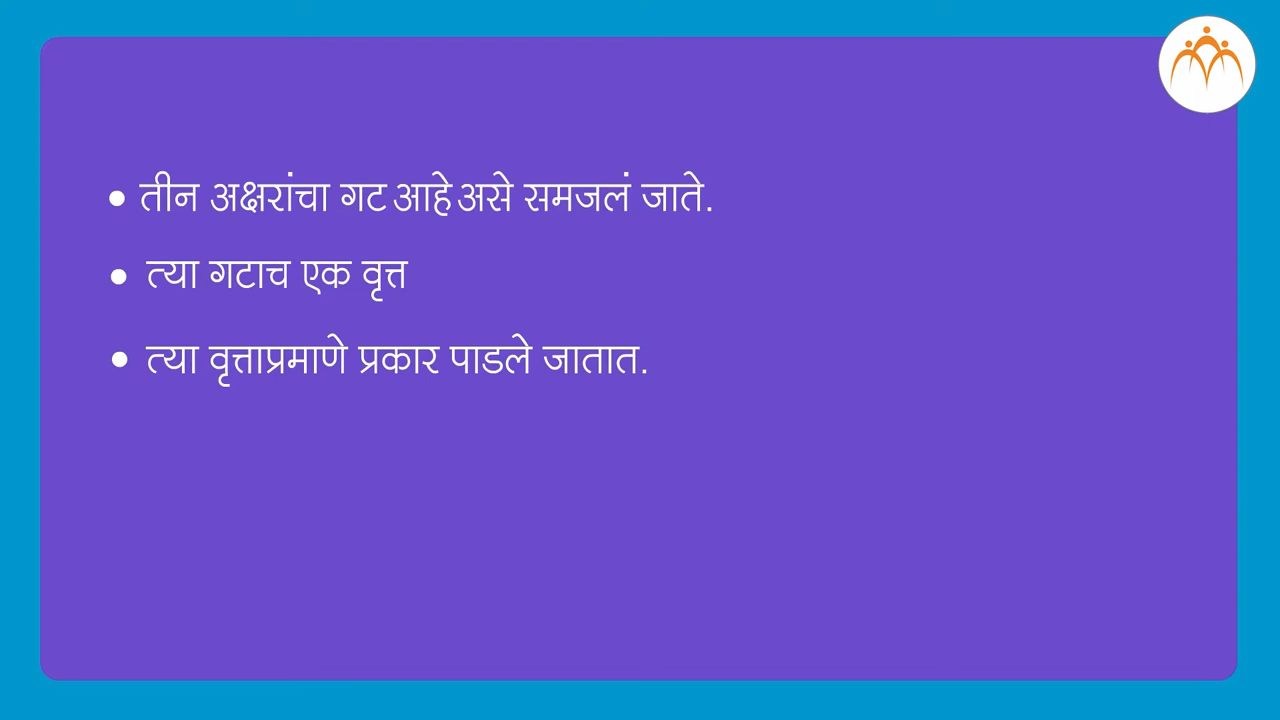 • तीन अक्षरांचा गट आहे असे समजलं जाते.
• त्या गटाच एक वृत्त
• त्या वृत्ताप्रमाणे प्रकार पाडले जातात.